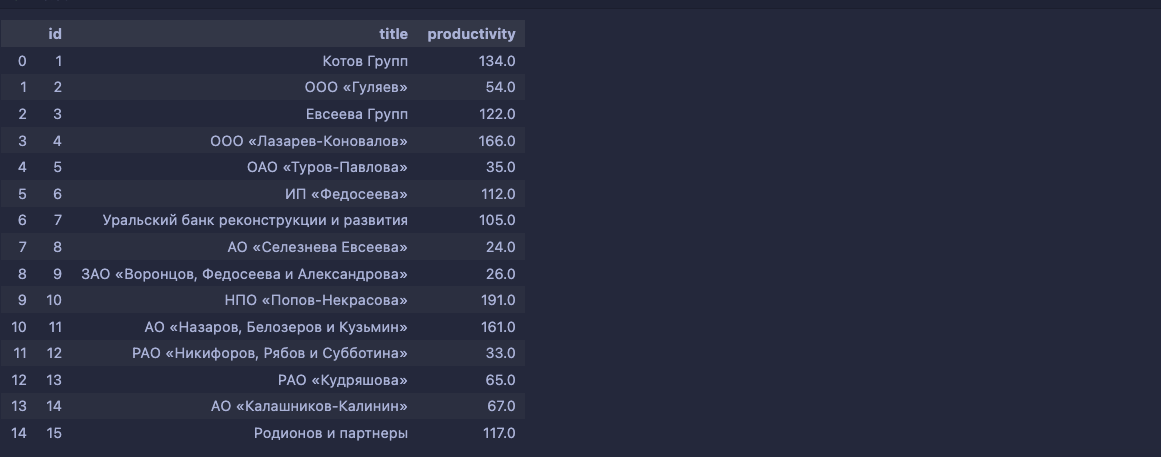 id title productivity
0 1 Котов Групп 134.0
1 2 ООО «Гуляев» 54.0
2 3 Евсеева Групп 122.0
3 4 ООО «Лазарев-Коновалов» 166.0
4 5 ОАО «Туров-Павлова» 35.0
5 6 ИП «Федосеева» 112.0
6 7 Уральский банк реконструкции и развития 105.0
7 8 АО «Селезнева Евсеева» 24.0
8 9 ЗАО «Воронцов, Федосеева и Александрова» 26.0
9 10 НПО «Попов-Некрасова» 191.0
10 11 АО «Назаров, Белозеров и Кузьмин» 161.0
11 12 РАО «Никифоров, Рябов и Субботина» 33.0
12 13 РАО «Кудряшова» 65.0
13 14 АО «Калашников-Калинин» 67.0
14 15 Родионов и партнеры 117.0